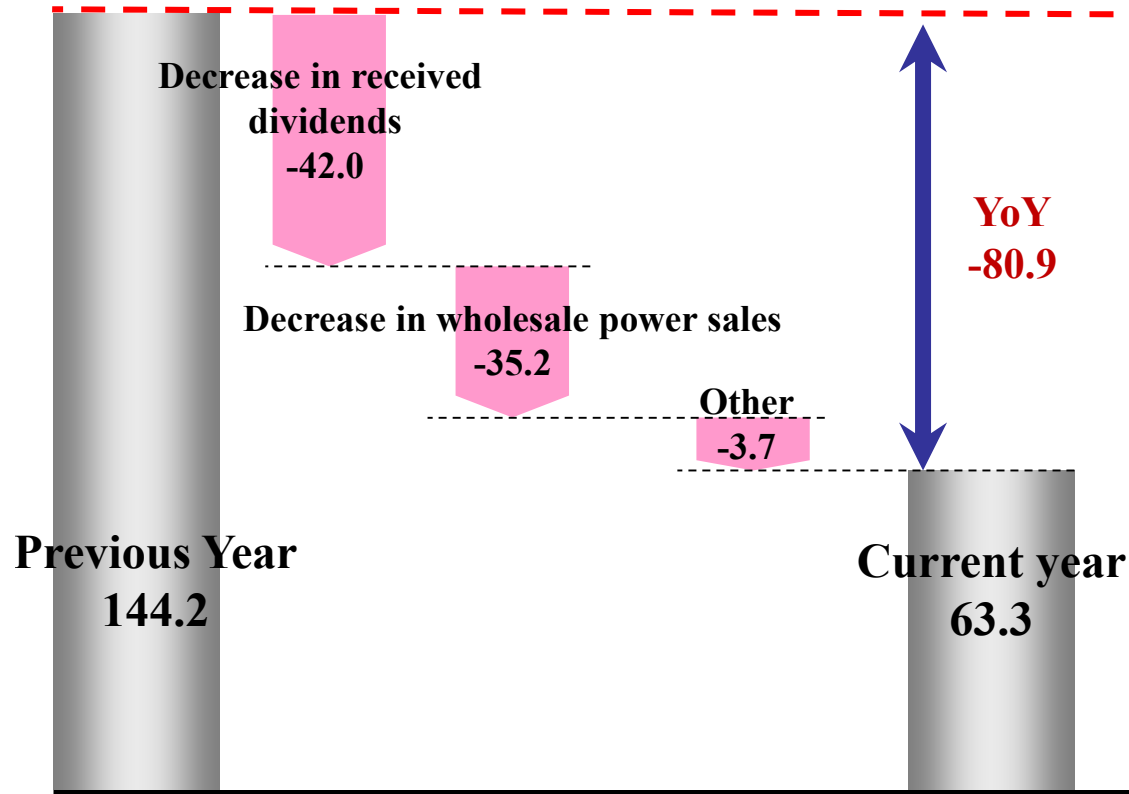 Decrease in received
dividends
-42.0
YoY
-80.9
Decrease in wholesale power sales
-35.2
Other
-3.7
Previous Year
144.2
Current year
63.3